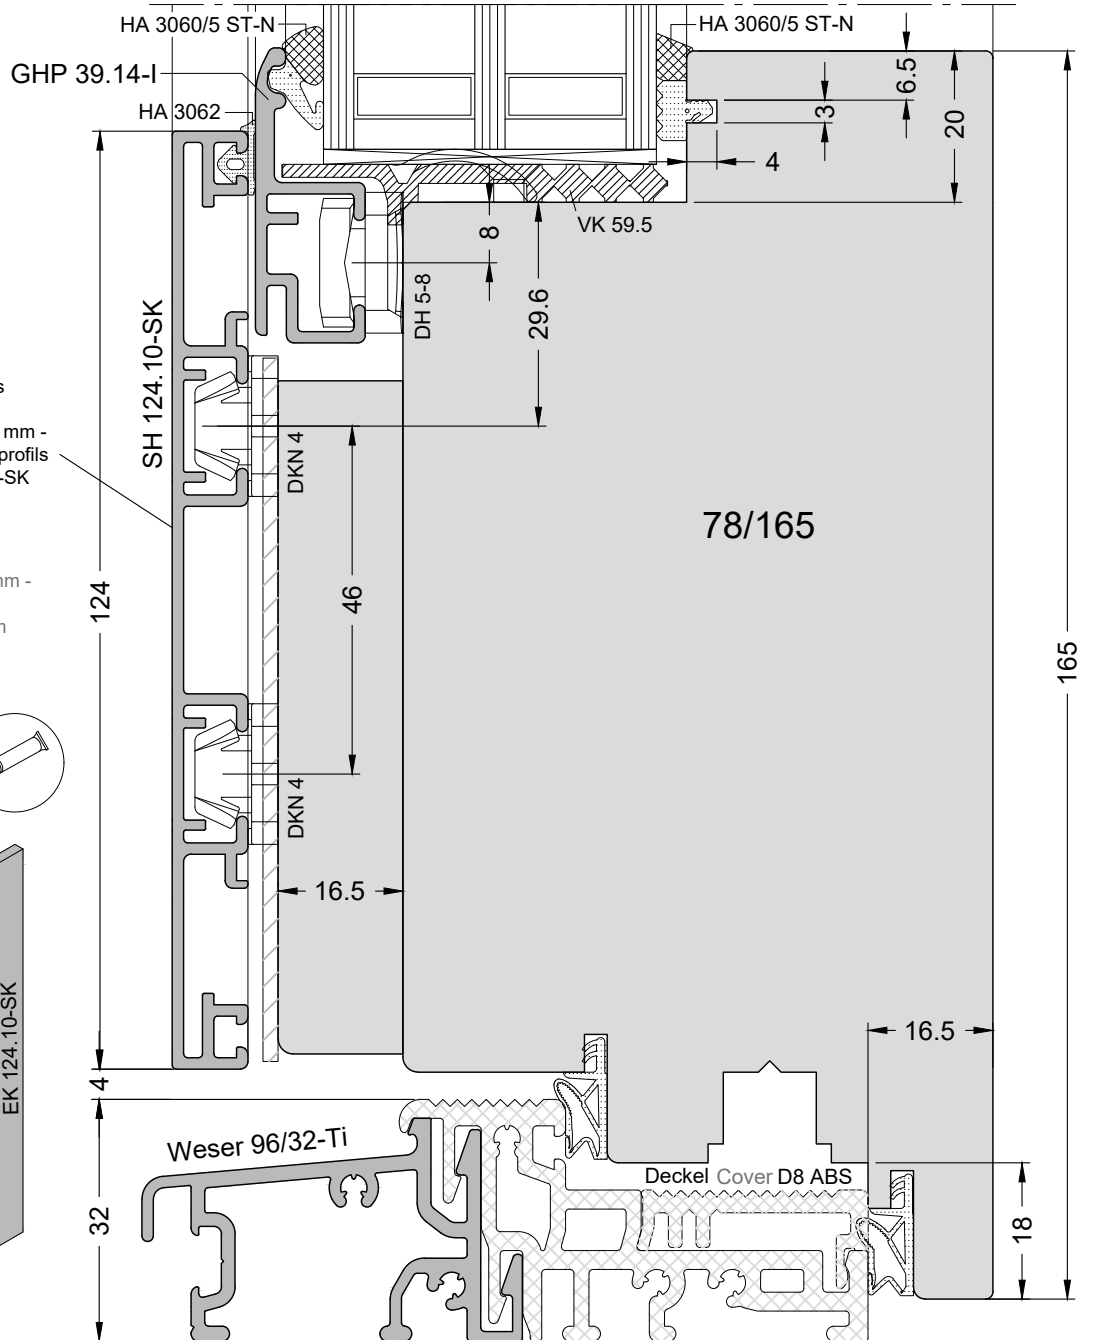 HA 3060/5 ST-N
HA 3060/5 ST-N
GHP 39.14-I
HA 3062
6.5
3
20
4
VK 59.5
8
DH 5-8
29.6
SH 124.10-SK
s
mm -
profils
-SK
DKN 4
78/165
mm -
m
124
46
165
DKN 4
16.5
EK 124.10-SK
16.5
4
Weser 96/32-Ti
Deckel Cover D8 ABS
32
18